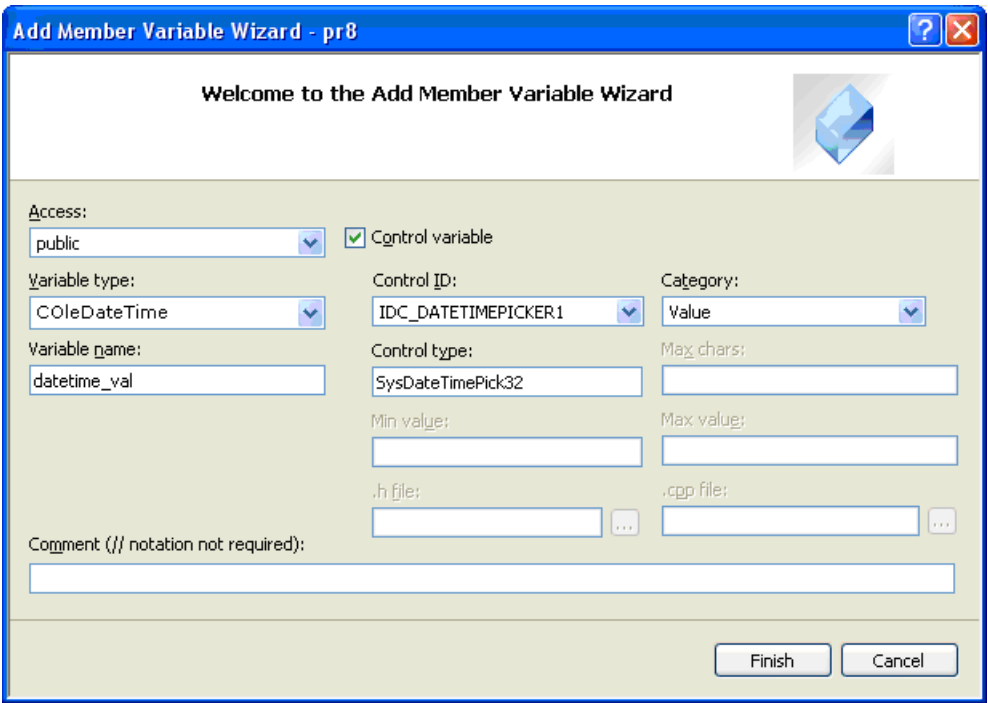 Add Member Variable Wizard - pr8
Welcome to the Add Member Variable Wizard
Access:
public
Control variable
Variable type:
Control ID:
Category:
COleDateTime
IDC_DATETIMEPICKER1
Value
Variable name:
Control type:
Max chars:
datetime_val
SysDateTimePick32
Min value:
Max value:
.h file:
.cpp file:
...
...
Comment (// notation not required):
Finish
Cancel